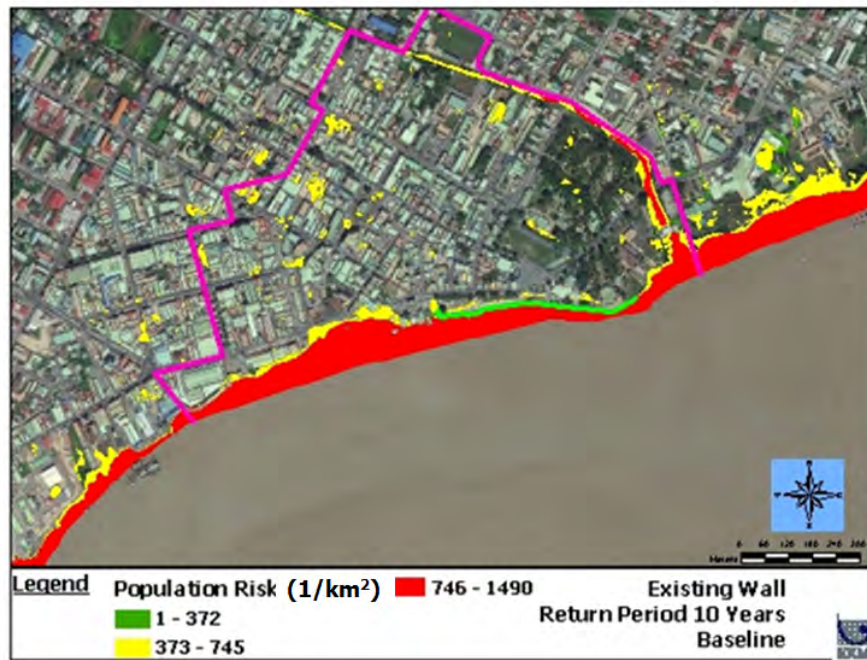 Legend
Population Risk (1/km²)
1 - 372
373 - 745
746 - 1490
Existing Wall
Return Period 10 Years
Baseline